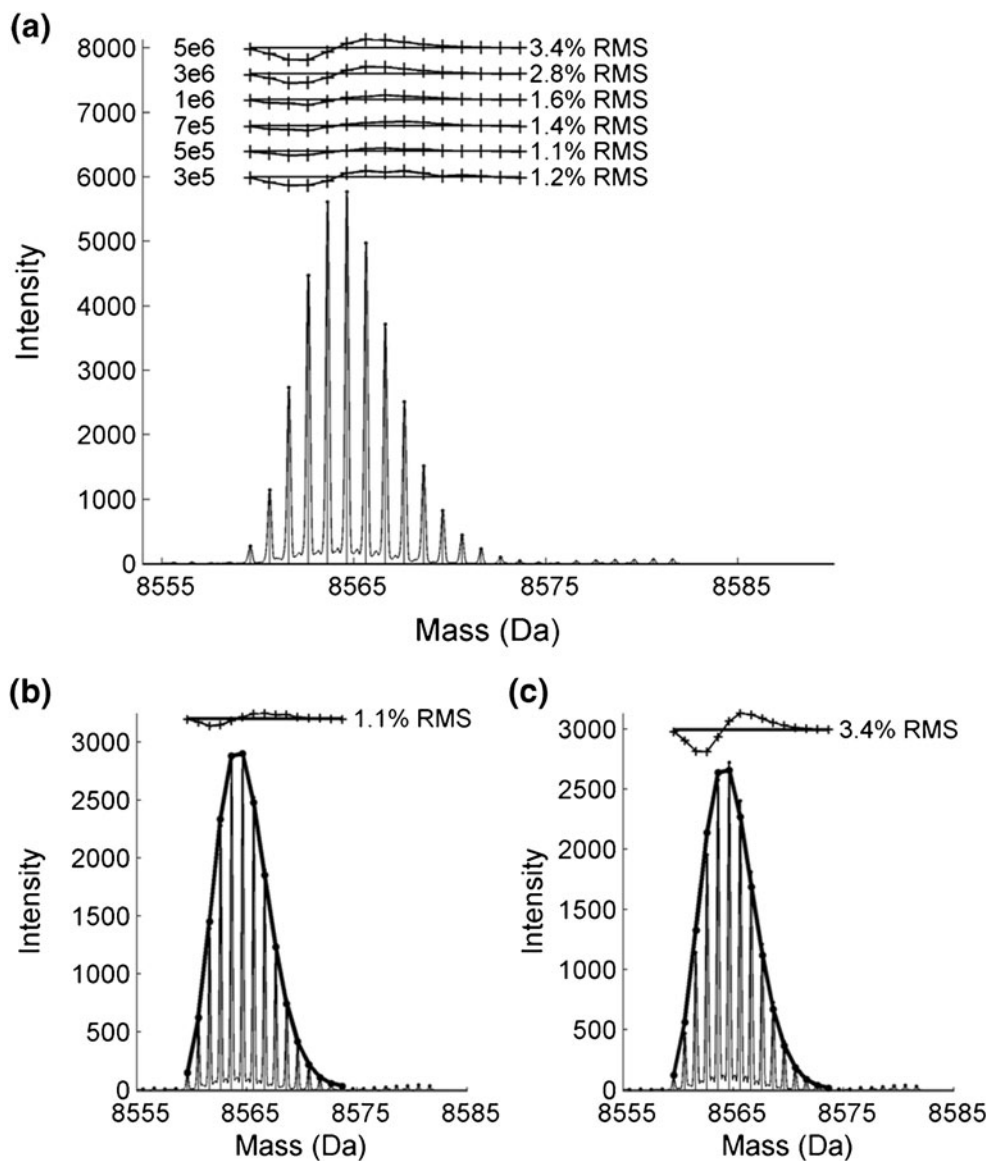 (a)
8000
7000
6000
5000
4000
3000
2000
1000
0
Intensity
5e6 3.4% RMS
3e6 2.8% RMS
1e6 1.6% RMS
7e5 1.4% RMS
5e5 1.1% RMS
3e5 1.2% RMS
8555 8565 8575 8585
Mass (Da)
(b)
1.1% RMS
3000
2500
2000
1500
1000
500
0
Intensity
8555 8565 8575 8585
Mass (Da)
(c)
3.4% RMS
3000
2500
2000
1500
1000
500
0
Intensity
8555 8565 8575 8585
Mass (Da)